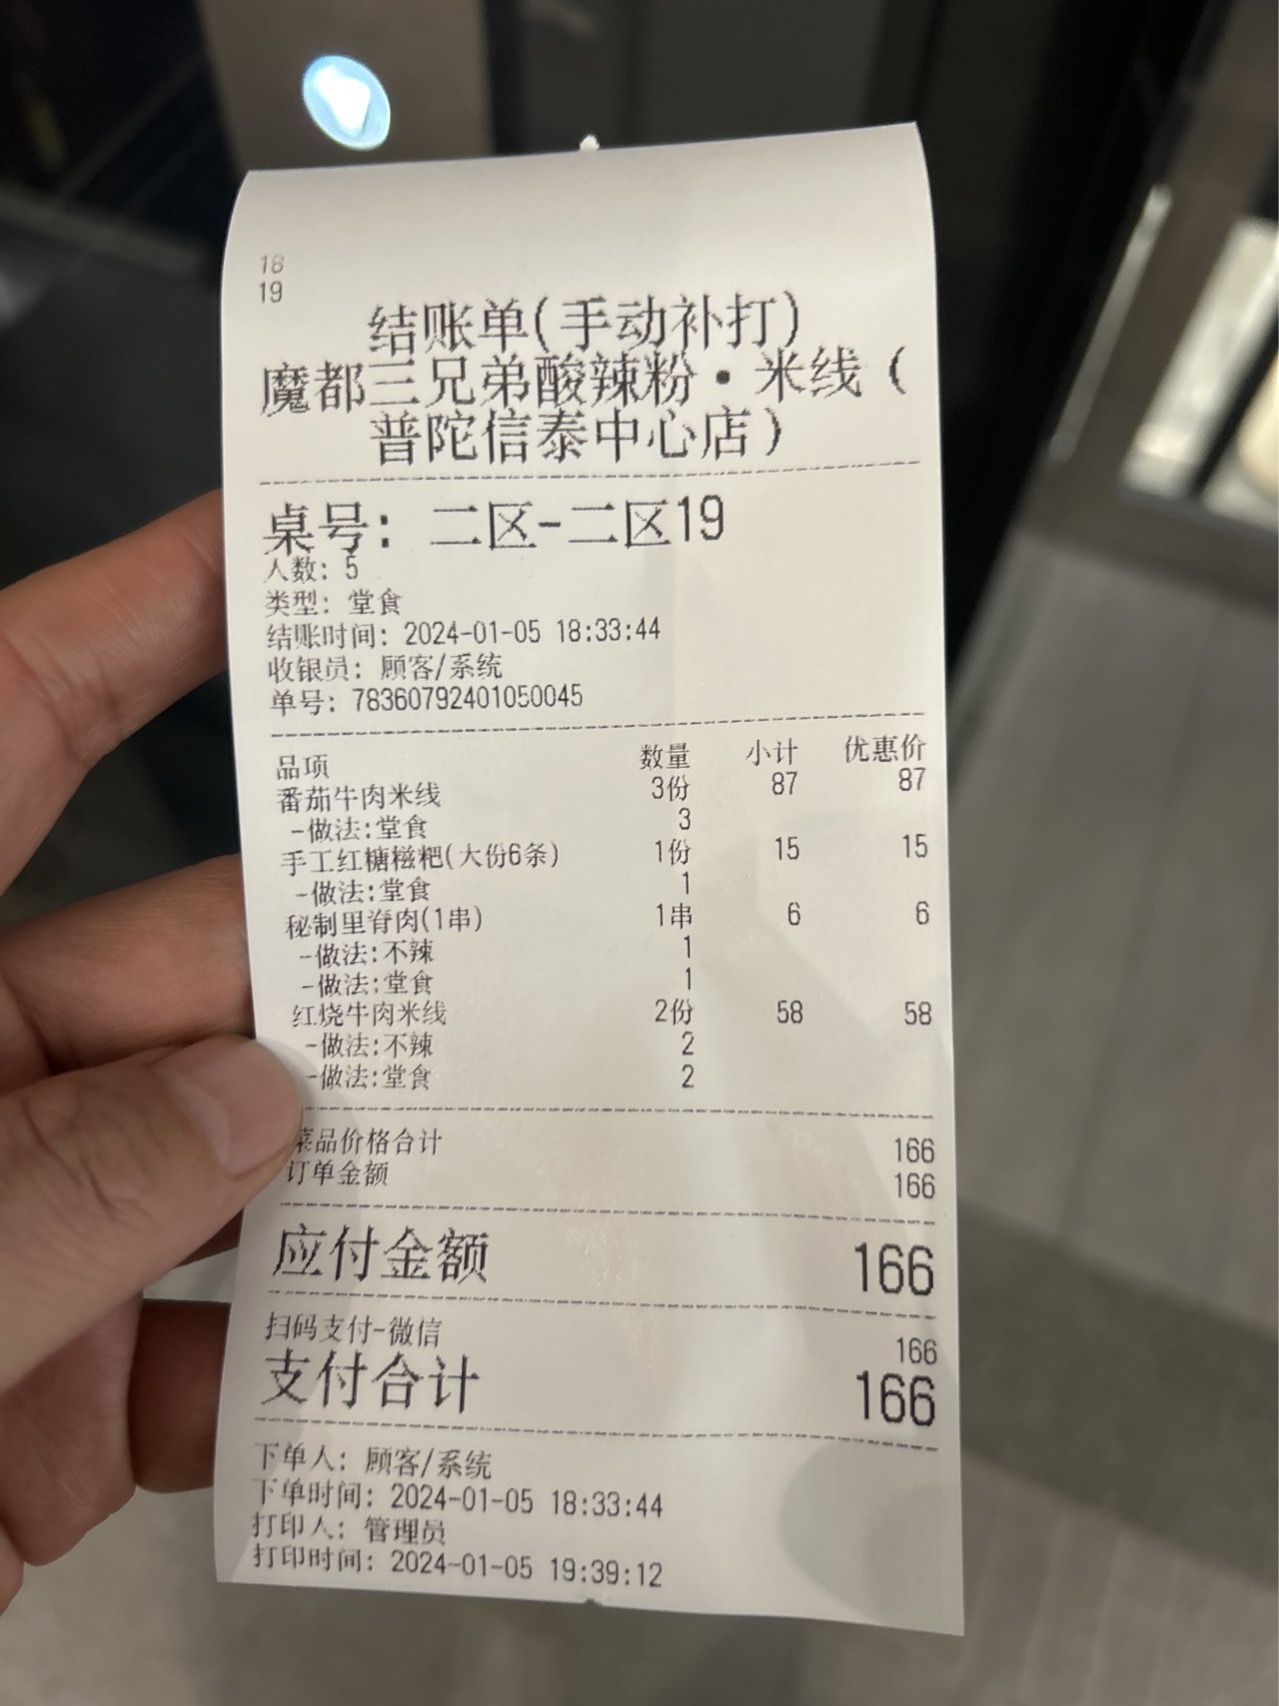 18
19
结账单(手动补打)
魔都三兄弟酸辣粉·米线(
普陀信泰中心店)
桌号: 二区-二区19
人数: 5
类型: 堂食
结账时间: 2024-01-05 18:33:44
收银员: 顾客/系统
单号: 78360792401050045
品项 数量 小计 优惠价
番茄牛肉米线 3份 87 87
-做法:堂食 3
手工红糖糍粑(大份6条) 1份 15 15
-做法:堂食 1
秘制里脊肉(1串) 1串 6 6
-做法:不辣 1
-做法:堂食 1
红烧牛肉米线 2份 58 58
-做法:不辣 2
-做法:堂食 2
菜品价格合计 166
订单金额 166
应付金额 166
扫码支付-微信 166
支付合计 166
下单人: 顾客/系统
下单时间: 2024-01-05 18:33:44
打印人: 管理员
打印时间: 2024-01-05 19:39:12